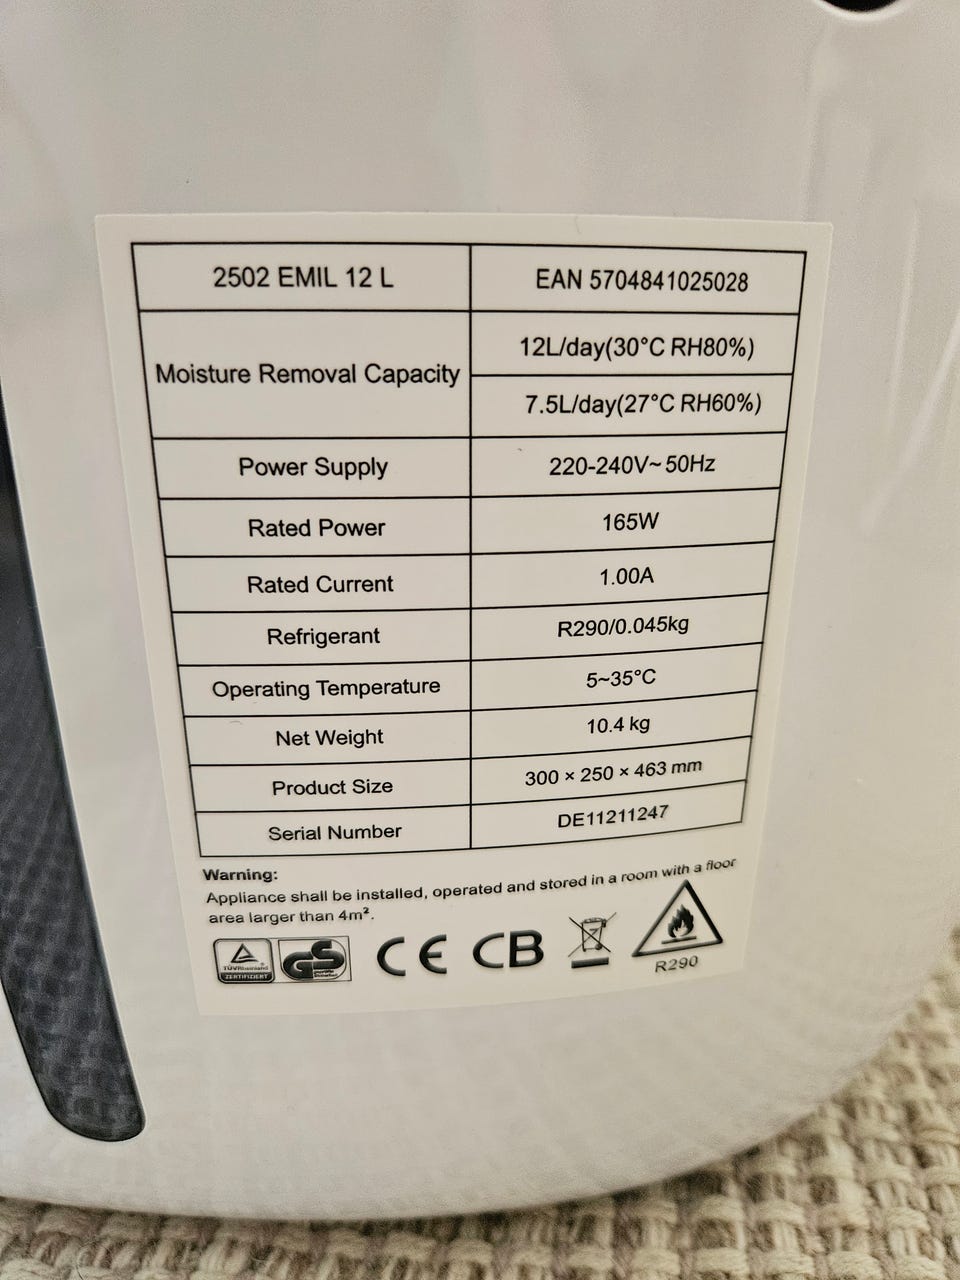 2502 EMIL 12 L EAN 5704841025028
Moisture Removal Capacity 12L/day(30°C RH80%)
7.5L/day(27°C RH60%)
Power Supply 220-240V~50Hz
Rated Power 165W
Rated Current 1.00A
Refrigerant R290/0.045kg
Operating Temperature 5~35°C
Net Weight 10.4 kg
Product Size 300 × 250 × 463 mm
Serial Number DE11211247
Warning:
Appliance shall be installed, operated and stored in a room with a floor
area larger than 4m².
TÜVRheinland
ZERTIFIZIERT
GS
CE CB
R290